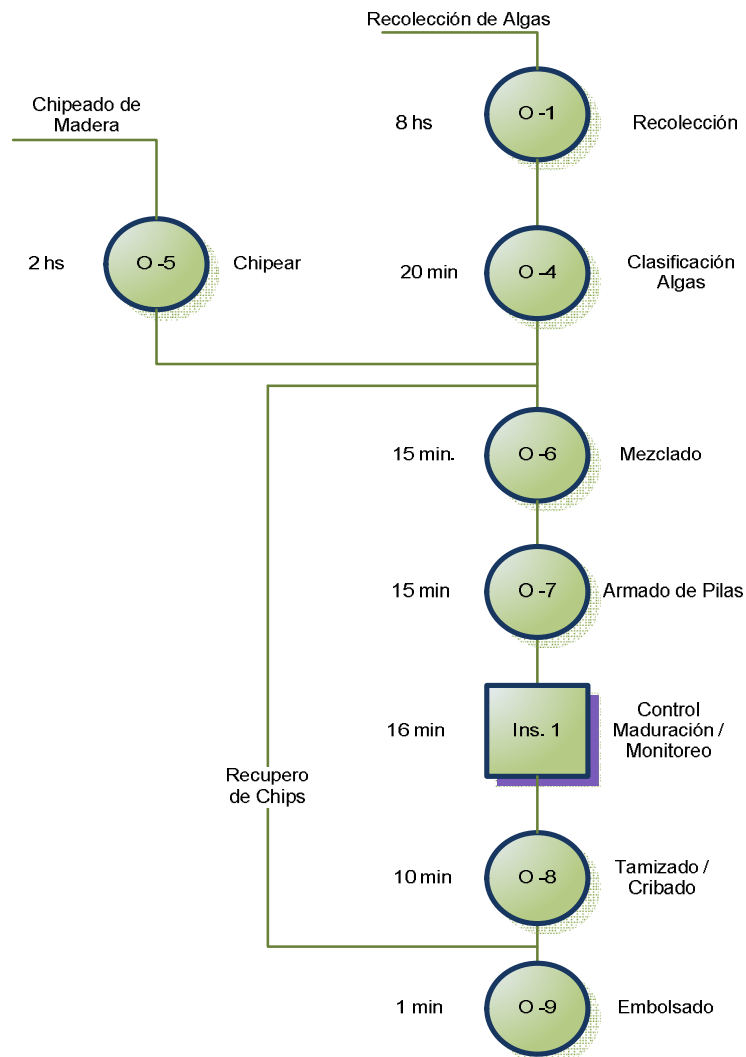 Recolección de Algas
O -1
8 hs
Recolección
Chipeado de
Madera
O -5
2 hs
Chipear
O -4
20 min
Clasificación
Algas
O -6
15 min.
Mezclado
O -7
15 min
Armado de Pilas
Ins. 1
16 min
Control
Maduración /
Monitoreo
Recupero
de Chips
O -8
10 min
Tamizado /
Cribado
O -9
1 min
Embolsado